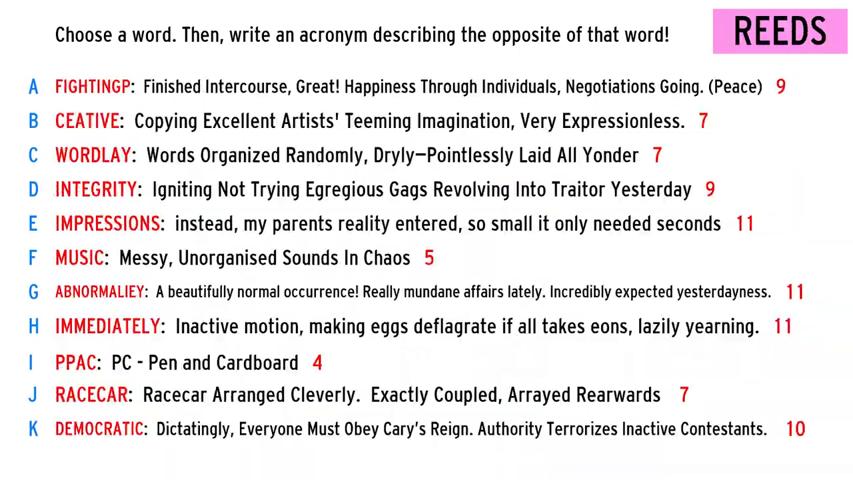 Choose a word. Then, write an acronym describing the opposite of that word!
REEDS
A FIGHTINGP: Finished Intercourse, Great! Happiness Through Individuals, Negotiations Going. (Peace) 9
B CEATIVE: Copying Excellent Artists' Teeming Imagination, Very Expressionless. 7
C WORDLAY: Words Organized Randomly, Dryly—Pointlessly Laid All Yonder 7
D INTEGRITY: Igniting Not Trying Egregious Gags Revolving Into Traitor Yesterday 9
E IMPRESSIONS: instead, my parents reality entered, so small it only needed seconds 11
F MUSIC: Messy, Unorganised Sounds In Chaos 5
G ABNORMALIEY: A beautifully normal occurrence! Really mundane affairs lately. Incredibly expected yesterdayness. 11
H IMMEDIATELY: Inactive motion, making eggs deflagrate if all takes eons, lazily yearning. 11
I PPAC: PC - Pen and Cardboard 4
J RACECAR: Racecar Arranged Cleverly. Exactly Coupled, Arrayed Rearwards 7
K DEMOCRATIC: Dictatingly, Everyone Must Obey Cary's Reign. Authority Terrorizes Inactive Contestants. 10